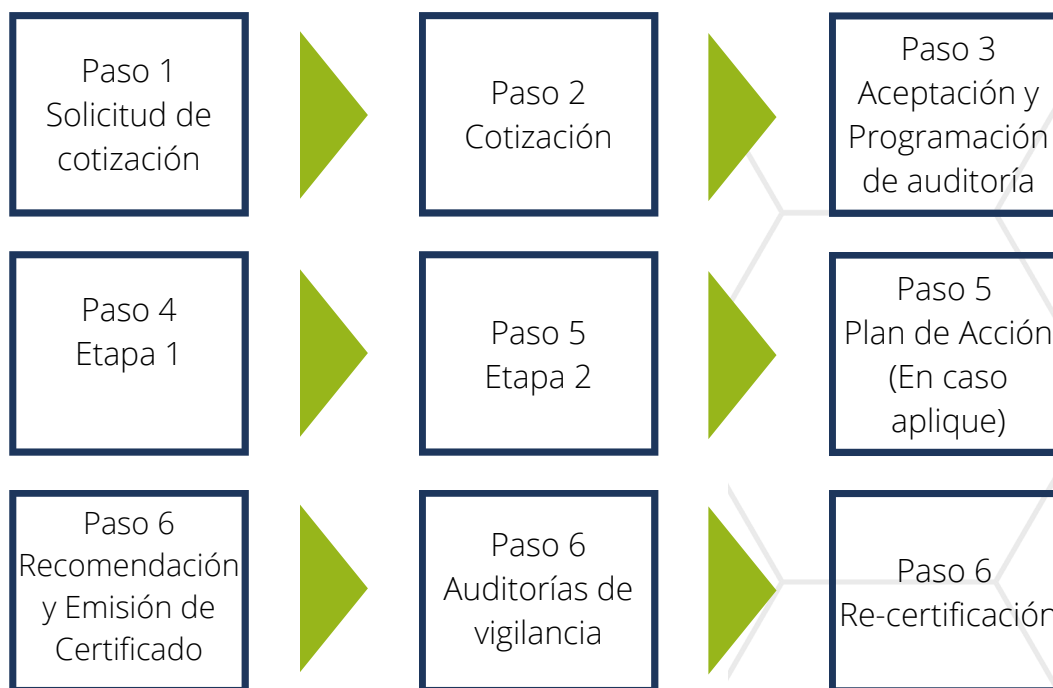 Paso 1
Solicitud de
cotización
Paso 2
Cotización
Paso 3
Aceptación y
Programación
de auditoría
Paso 4
Etapa 1
Paso 5
Etapa 2
Paso 5
Plan de Acción
(En caso
aplique)
Paso 6
Recomendación
y Emisión de
Certificado
Paso 6
Auditorías de
vigilancia
Paso 6
Re-certificación